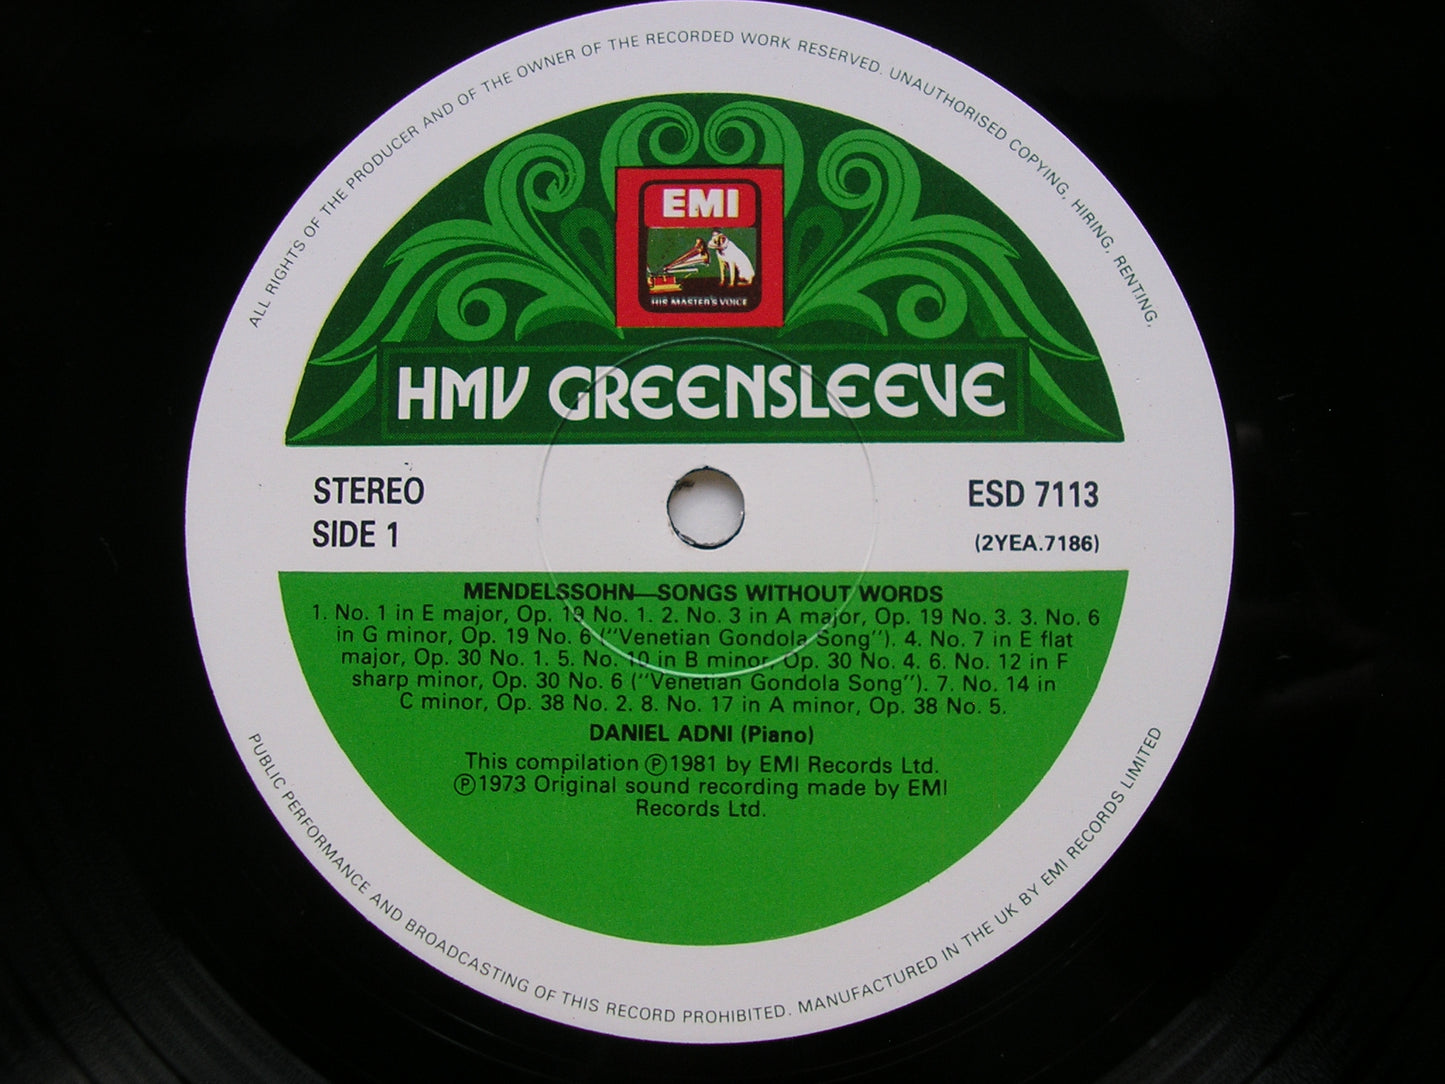 ALL RIGHTS OF THE PRODUCER AND OF THE OWNER OF THE RECORDED WORK RESERVED. UNAUTHORISED COPYING, HIRING, RENTING,
EMI
HIS MASTER'S VOICE
HMV GREENSLEEVE
STEREO
SIDE 1
ESD 7113
(2YEA.7186)
MENDELSSOHN—SONGS WITHOUT WORDS
1. No. 1 in E major, Op. 19 No. 1. 2. No. 3 in A major, Op. 19 No. 3. 3. No. 6
in G minor, Op. 19 No. 6 ("Venetian Gondola Song"). 4. No. 7 in E flat
major, Op. 30 No. 1. 5. No. 10 in B minor, Op. 30 No. 4. 6. No. 12 in F
sharp minor, Op. 30 No. 6 ("Venetian Gondola Song"). 7. No. 14 in
C minor, Op. 38 No. 2. 8. No. 17 in A minor, Op. 38 No. 5.
DANIEL ADNI (Piano)
This compilation ℗1981 by EMI Records Ltd.
℗1973 Original sound recording made by EMI
Records Ltd.
PUBLIC PERFORMANCE AND BROADCASTING OF THIS RECORD PROHIBITED. MANUFACTURED IN THE UK BY EMI RECORDS LIMITED